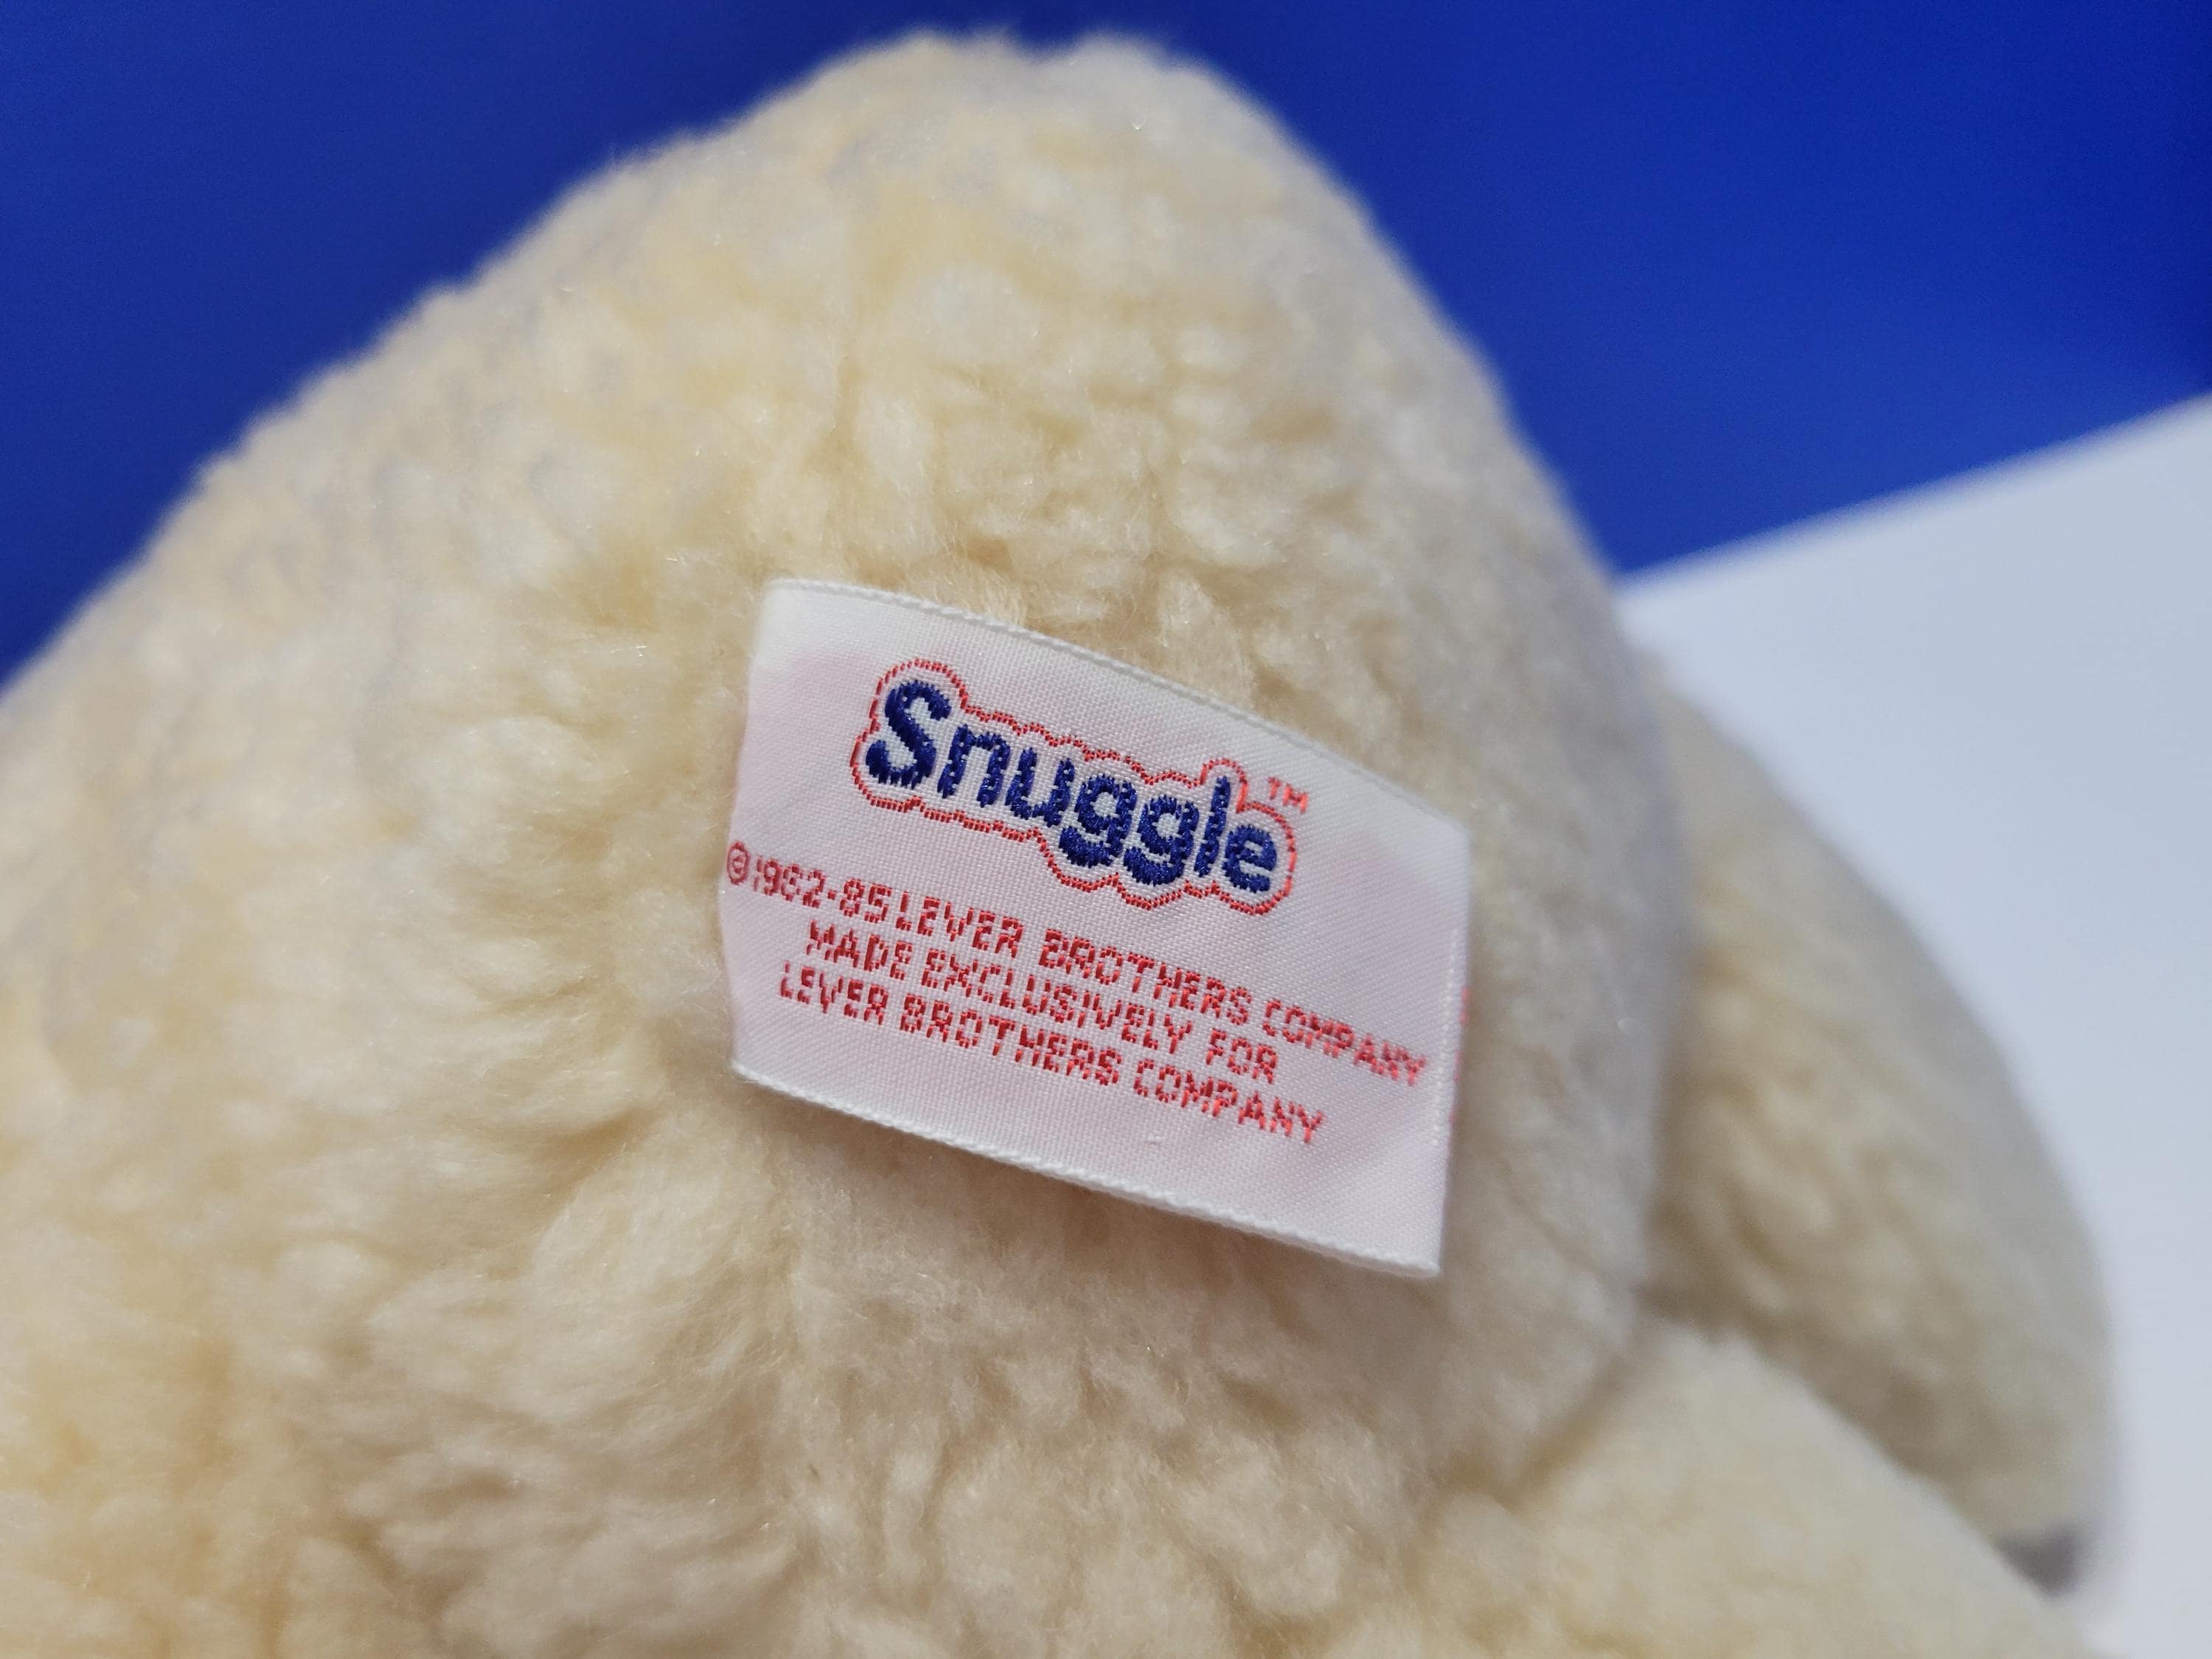 Snuggle™
©1982-85 LEVER BROTHERS COMPANY
MADE EXCLUSIVELY FOR
LEVER BROTHERS COMPANY